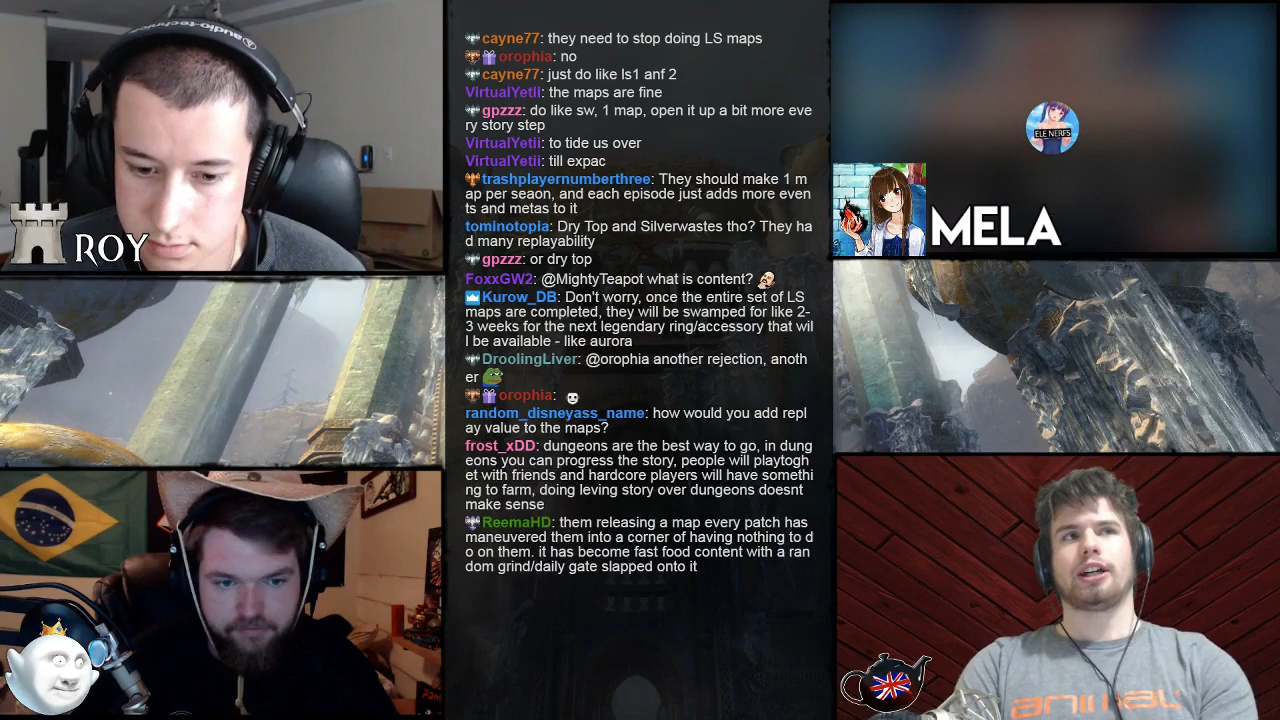 audio-technica
ROY
cayne77: they need to stop doing LS maps
orophia: no
cayne77: just do like ls1 anf 2
VirtualYetii: the maps are fine
gpzzz: do like sw, 1 map, open it up a bit more eve
ry story step
VirtualYetii: to tide us over
VirtualYetii: till expac
trashplayernumberthree: They should make 1 m
ap per seaon, and each episode just adds more even
ts and metas to it
tominotopia: Dry Top and Silverwastes tho? They ha
d many replayability
gpzzz: or dry top
FoxxGW2: @MightyTeapot what is content?
Kurow_DB: Don't worry, once the entire set of LS
maps are completed, they will be swamped for like 2-
3 weeks for the next legendary ring/accessory that wil
l be available - like aurora
DroolingLiver: @orophia another rejection, anoth
er
orophia:
random_disneyass_name: how would you add repl
ay value to the maps?
frost_xDD: dungeons are the best way to go, in dung
eons you can progress the story, people will playtogh
et with friends and hardcore players will have somethi
ng to farm, doing leving story over dungeons doesnt
make sense
ReemaHD: them releasing a map every patch has
maneuvered them into a corner of having nothing to d
o on them. it has become fast food content with a ran
dom grind/daily gate slapped onto it
ELE NERFS
MELA
animal